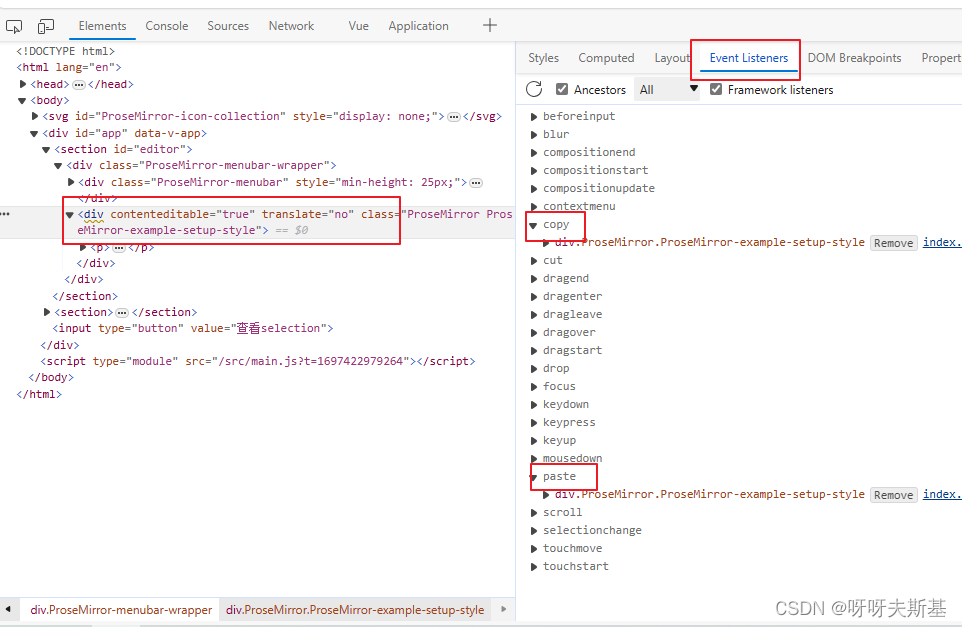 Elements Console Sources Network Vue Application
<!DOCTYPE html>
<html lang="en">
<head> ⋯ </head>
<body>
<svg id="ProseMirror-icon-collection" style="display: none;"> ⋯ </svg>
<div id="app" data-v-app>
<section id="editor">
<div class="ProseMirror-menubar-wrapper">
<div class="ProseMirror-menubar" style="min-height: 25px;"> ⋯
</div>
<div contenteditable="true" translate="no" class="ProseMirror Pros
eMirror-example-setup-style"> == $0
<p> ⋯ </p>
</div>
</div>
</section>
<section> ⋯ </section>
<input type="button" value="查看selection">
</div>
<script type="module" src="/src/main.js?t=1697422979264"></script>
</body>
</html>
div.ProseMirror-menubar-wrapper div.ProseMirror.ProseMirror-example-setup-style
Styles Computed Layout Event Listeners DOM Breakpoints Propert
Ancestors All Framework listeners
beforeinput
blur
compositionend
compositionstart
compositionupdate
contextmenu
copy
div.ProseMirror.ProseMirror-example-setup-style Remove index.
cut
dragend
dragenter
dragleave
dragover
dragstart
drop
focus
keydown
keypress
keyup
mousedown
paste
div.ProseMirror.ProseMirror-example-setup-style Remove index.
scroll
selectionchange
touchmove
touchstart
CSDN @呀呀夫斯基